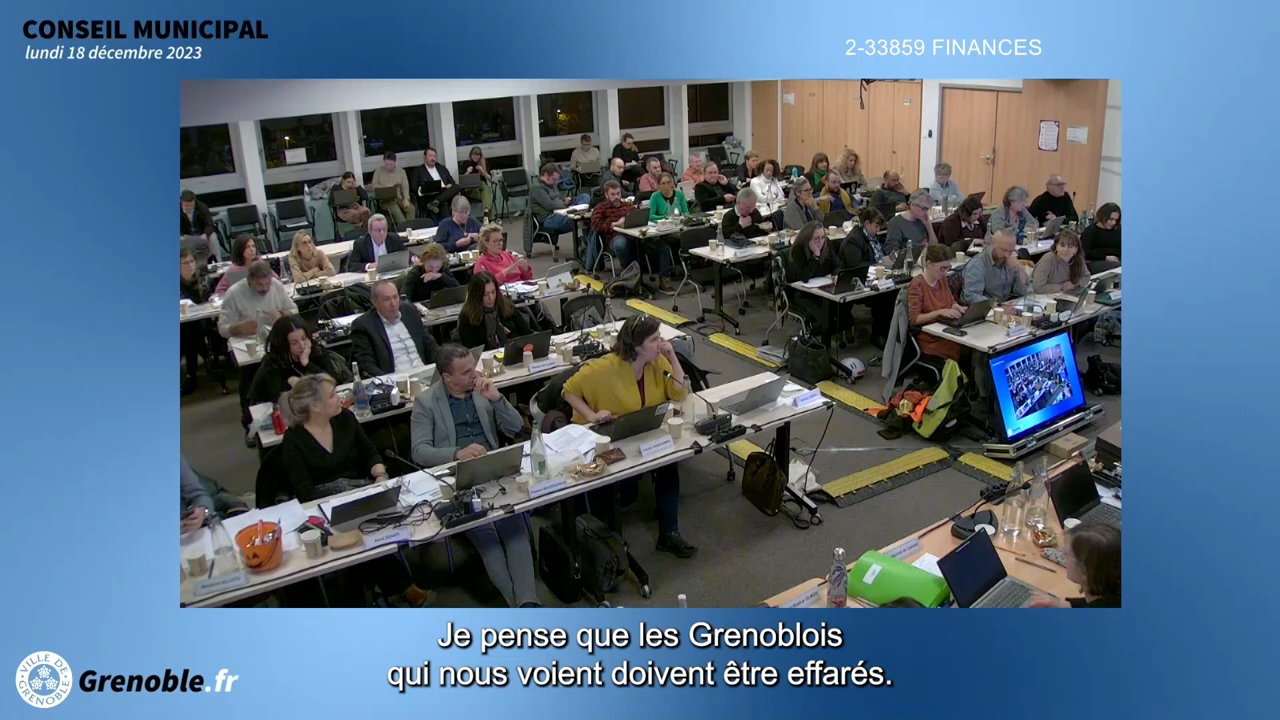 CONSEIL MUNICIPAL
lundi 18 décembre 2023
2-33859 FINANCES
Je pense que les Grenoblois
qui nous voient doivent être effarés.
VILLE DE
GRENOBLE
Grenoble.fr